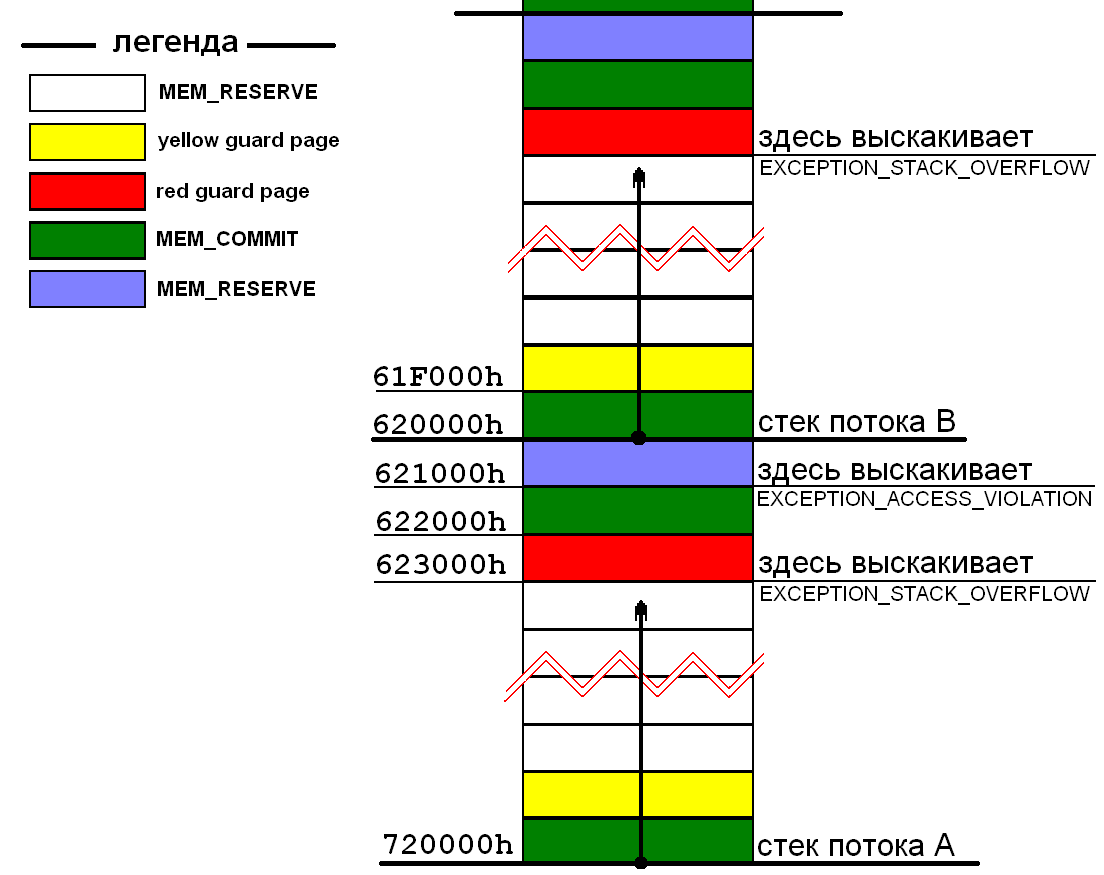 легенда
MEM_RESERVE
yellow guard page
red guard page
MEM_COMMIT
MEM_RESERVE
здесь выскакивает
EXCEPTION_STACK_OVERFLOW
61F000h
620000h
стек потока B
621000h
здесь выскакивает
EXCEPTION_ACCESS_VIOLATION
622000h
623000h
здесь выскакивает
EXCEPTION_STACK_OVERFLOW
720000h
стек потока A